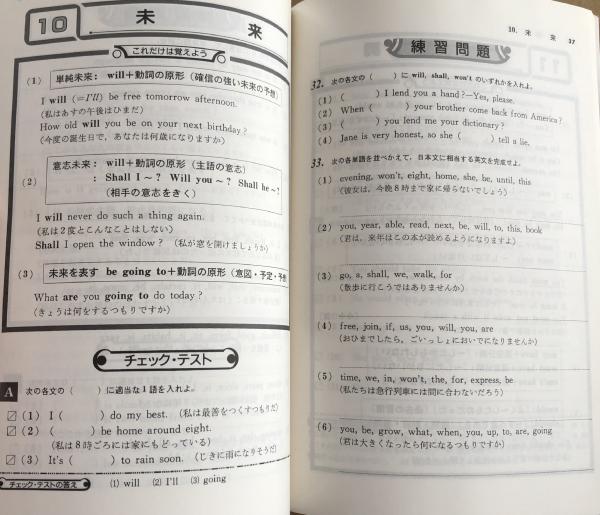 10 未来
これだけは覚えよう
(1) 単純未来: will+動詞の原形 (確信の強い未来の予想)
I will (=I'll) be free tomorrow afternoon.
(私はあすの午後はひまだ)
How old will you be on your next birthday?
(今度の誕生日で, あなたは何歳になりますか)
意志未来: will+動詞の原形 (主語の意志)
(2) : Shall I ~? Will you ~? Shall he ~?
(相手の意志をきく)
I will never do such a thing again.
(私は2度とこんなことはしない)
Shall I open the window? (私が窓を開けましょうか)
(3) 未来を表す be going to+動詞の原形 (意図・予定・予想
What are you going to do today?
(きょうは何をするつもりですか)
チェック・テスト
A 次の各文の( )に適当な1語を入れよ。
(1) I ( ) do my best. (私は最善をつくすつもりだ)
(2) ( ) be home around eight.
(私は8時ごろには家にもどっている)
(3) It's ( ) to rain soon. (じきに雨になりそうだ)
チェック・テストの答え (1) will (2) I'll (3) going
10. 未来 37
練習問題
32. 次の各文の( )に will, shall, won't のいずれかを入れよ。
(1) ( ) I lend you a hand?—Yes, please.
(2) When ( ) your brother come back from America?
(3) ( ) you lend me your dictionary?
(4) Jane is very honest, so she ( ) tell a lie.
33. 次の各単語を並べかえて, 日本文に相当する英文を完成せよ。
(1) evening, won't, eight, home, she, be, until, this
(彼女は, 今晩8時まで家に帰らないでしょう)
(2) you, year, able, read, next, be, will, to, this, book
(君は, 来年はこの本が読めるようになりますよ)
(3) go, a, shall, we, walk, for
(散歩に行こうではありませんか)
(4) free, join, if, us, you, will, you, are
(おひまでしたら, ごいっしょにおいでになりませんか)
(5) time, we, in, won't, the, for, express, be
(私たちは急行列車には間に合わないだろう)
(6) you, be, grow, what, when, you, up, to, are, going
(君は大きくなったら何になるつもりですか)